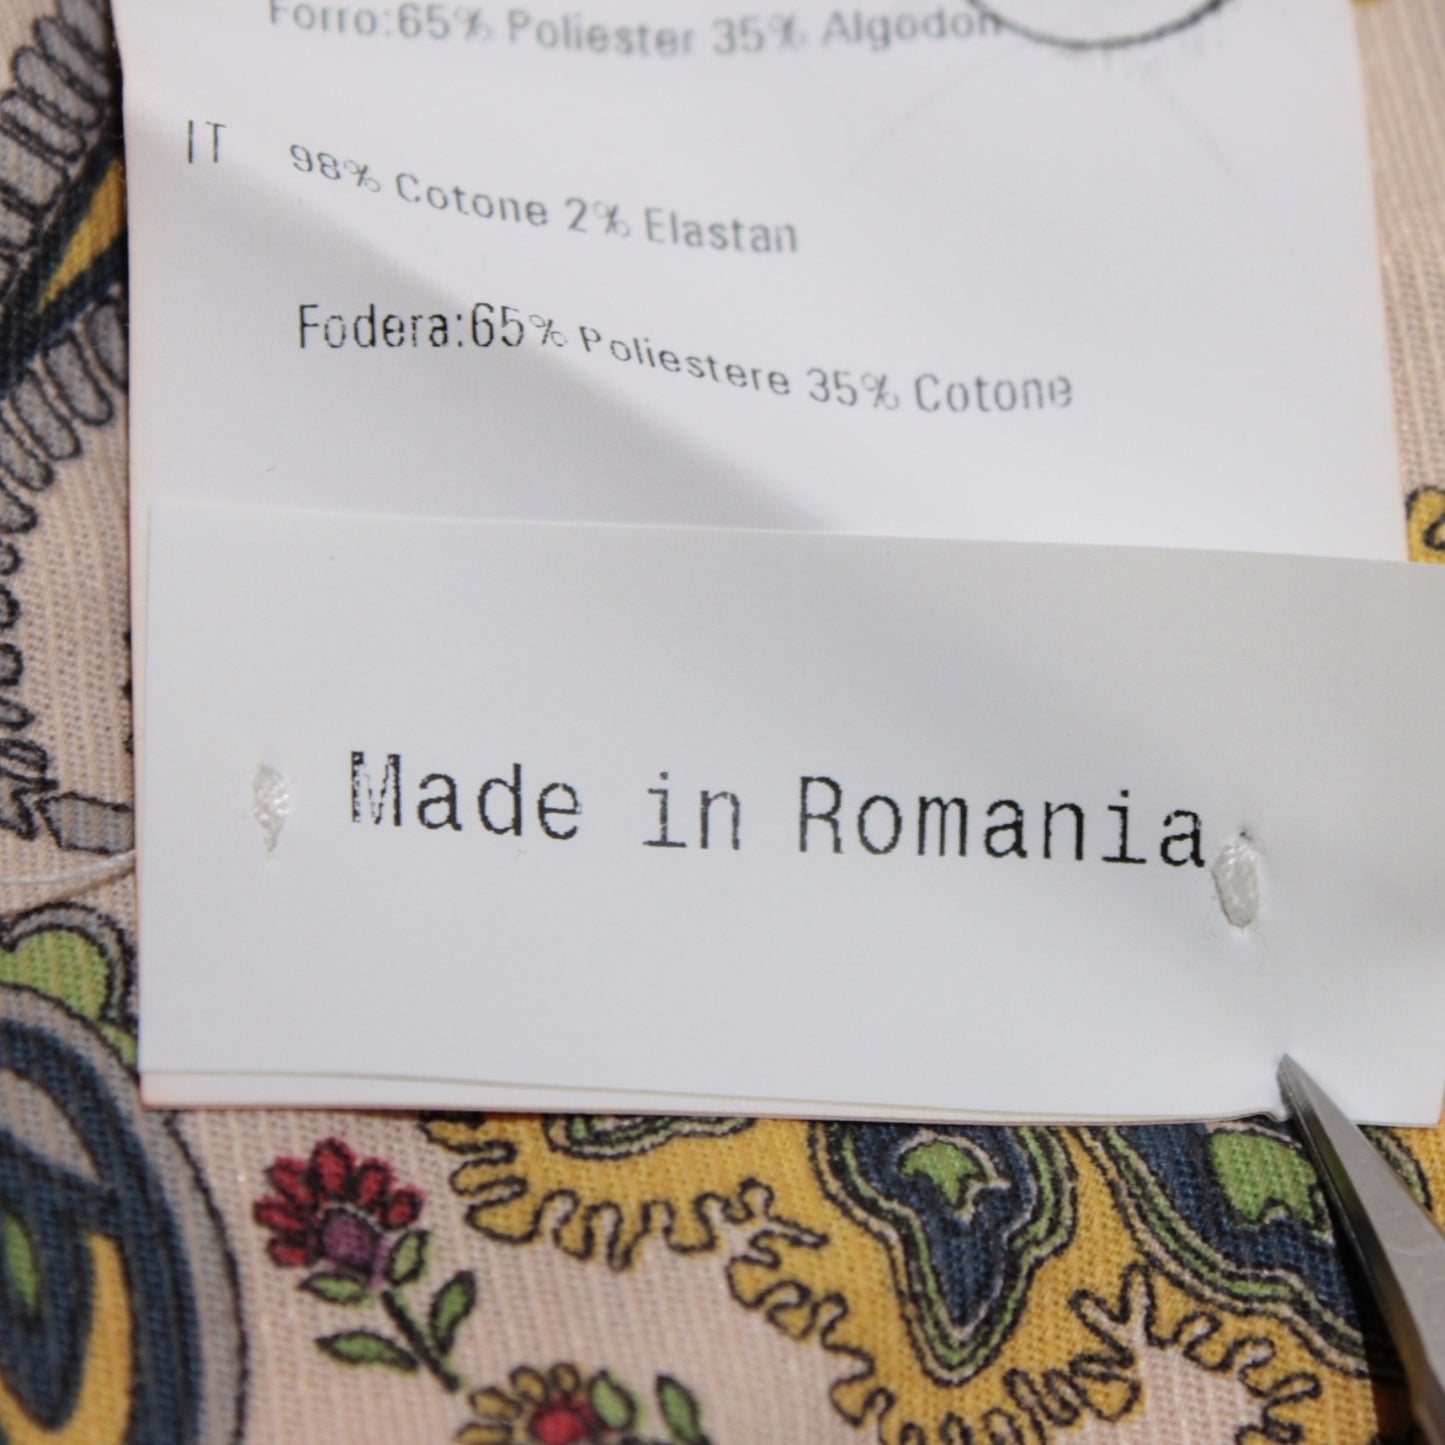 Forro:65% Poliester 35% Algodon
IT 98% Cotone 2% Elastan
Fodera:65% Poliestere 35% Cotone
Made in Romania